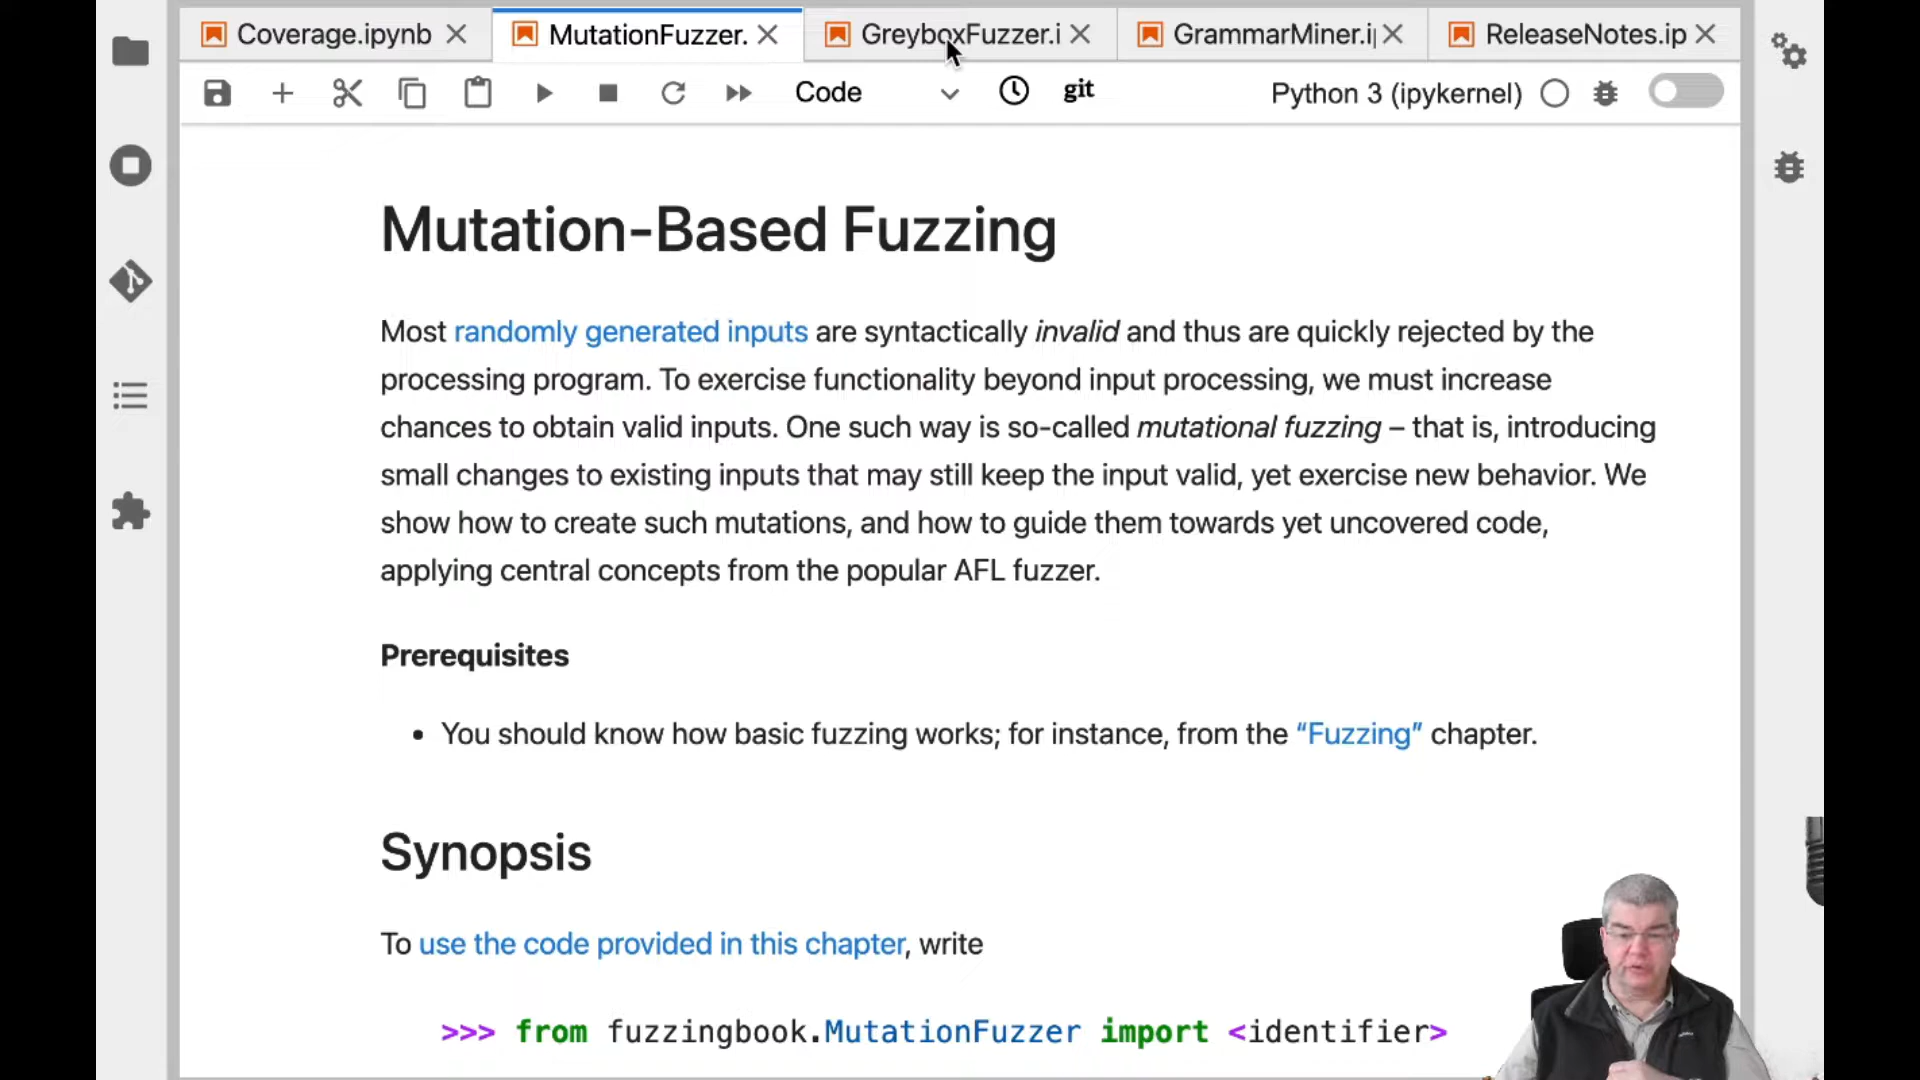 Coverage.ipynb
MutationFuzzer.
GreyboxFuzzer.i
GrammarMiner.i
ReleaseNotes.ip
Code
git
Python 3 (ipykernel)
Mutation-Based Fuzzing
Most randomly generated inputs are syntactically invalid and thus are quickly rejected by the
processing program. To exercise functionality beyond input processing, we must increase
chances to obtain valid inputs. One such way is so-called mutational fuzzing – that is, introducing
small changes to existing inputs that may still keep the input valid, yet exercise new behavior. We
show how to create such mutations, and how to guide them towards yet uncovered code,
applying central concepts from the popular AFL fuzzer.
Prerequisites
• You should know how basic fuzzing works; for instance, from the “Fuzzing” chapter.
Synopsis
To use the code provided in this chapter, write
>>> from fuzzingbook.MutationFuzzer import <identifier>